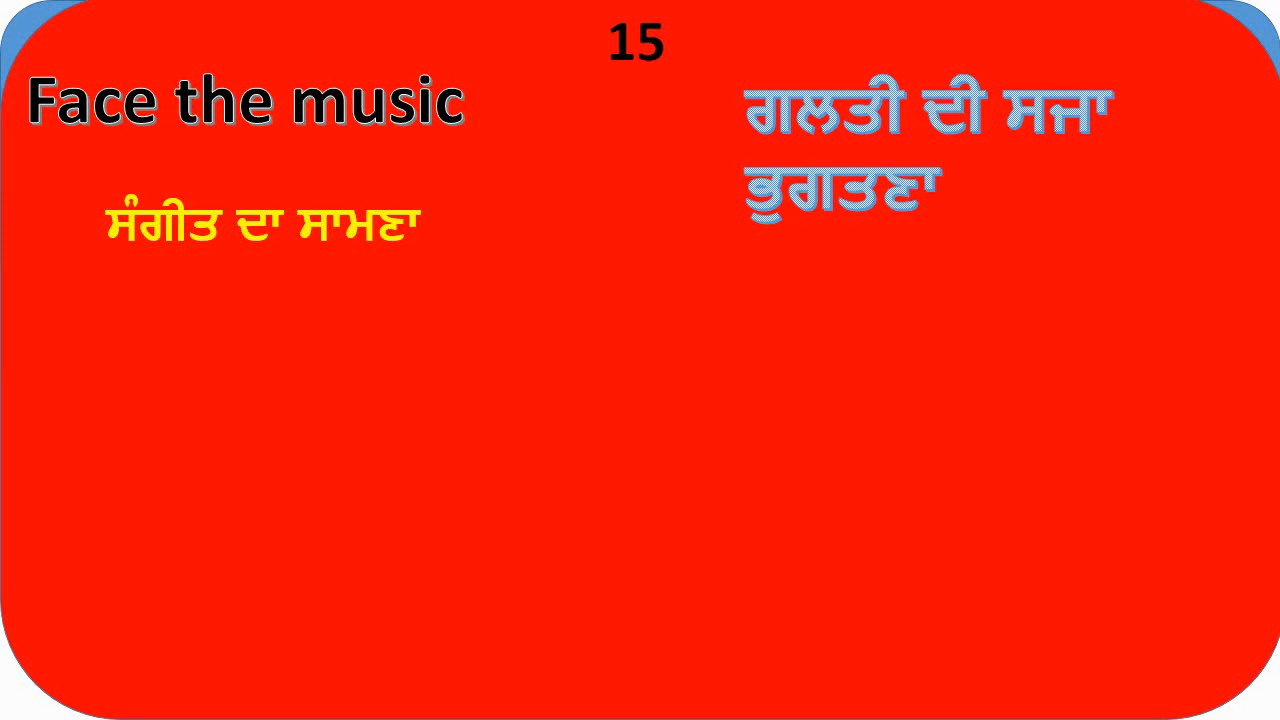 15
Face the music
ਸੰਗੀਤ ਦਾ ਸਾਮਣਾ
ਗਲਤੀ ਦੀ ਸਜਾ
ਭੁਗਤਣਾ